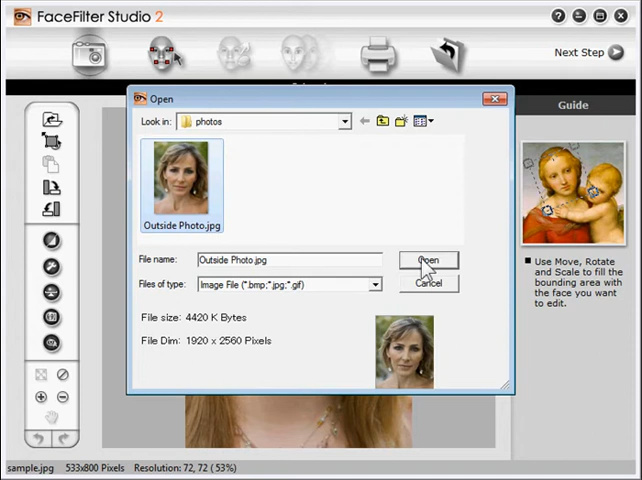 FaceFilter Studio 2
Next Step
Open
Look in: photos
Outside Photo.jpg
File name: Outside Photo.jpg
Open
Files of type: Image File (*.bmp;*.jpg;*.gif)
Cancel
File size: 4420 K Bytes
File Dim: 1920 x 2560 Pixels
Guide
Use Move, Rotate
and Scale to fill the
bounding area with
the face you want
to edit.
sample.jpg 533x800 Pixels Resolution: 72, 72 ( 53%)